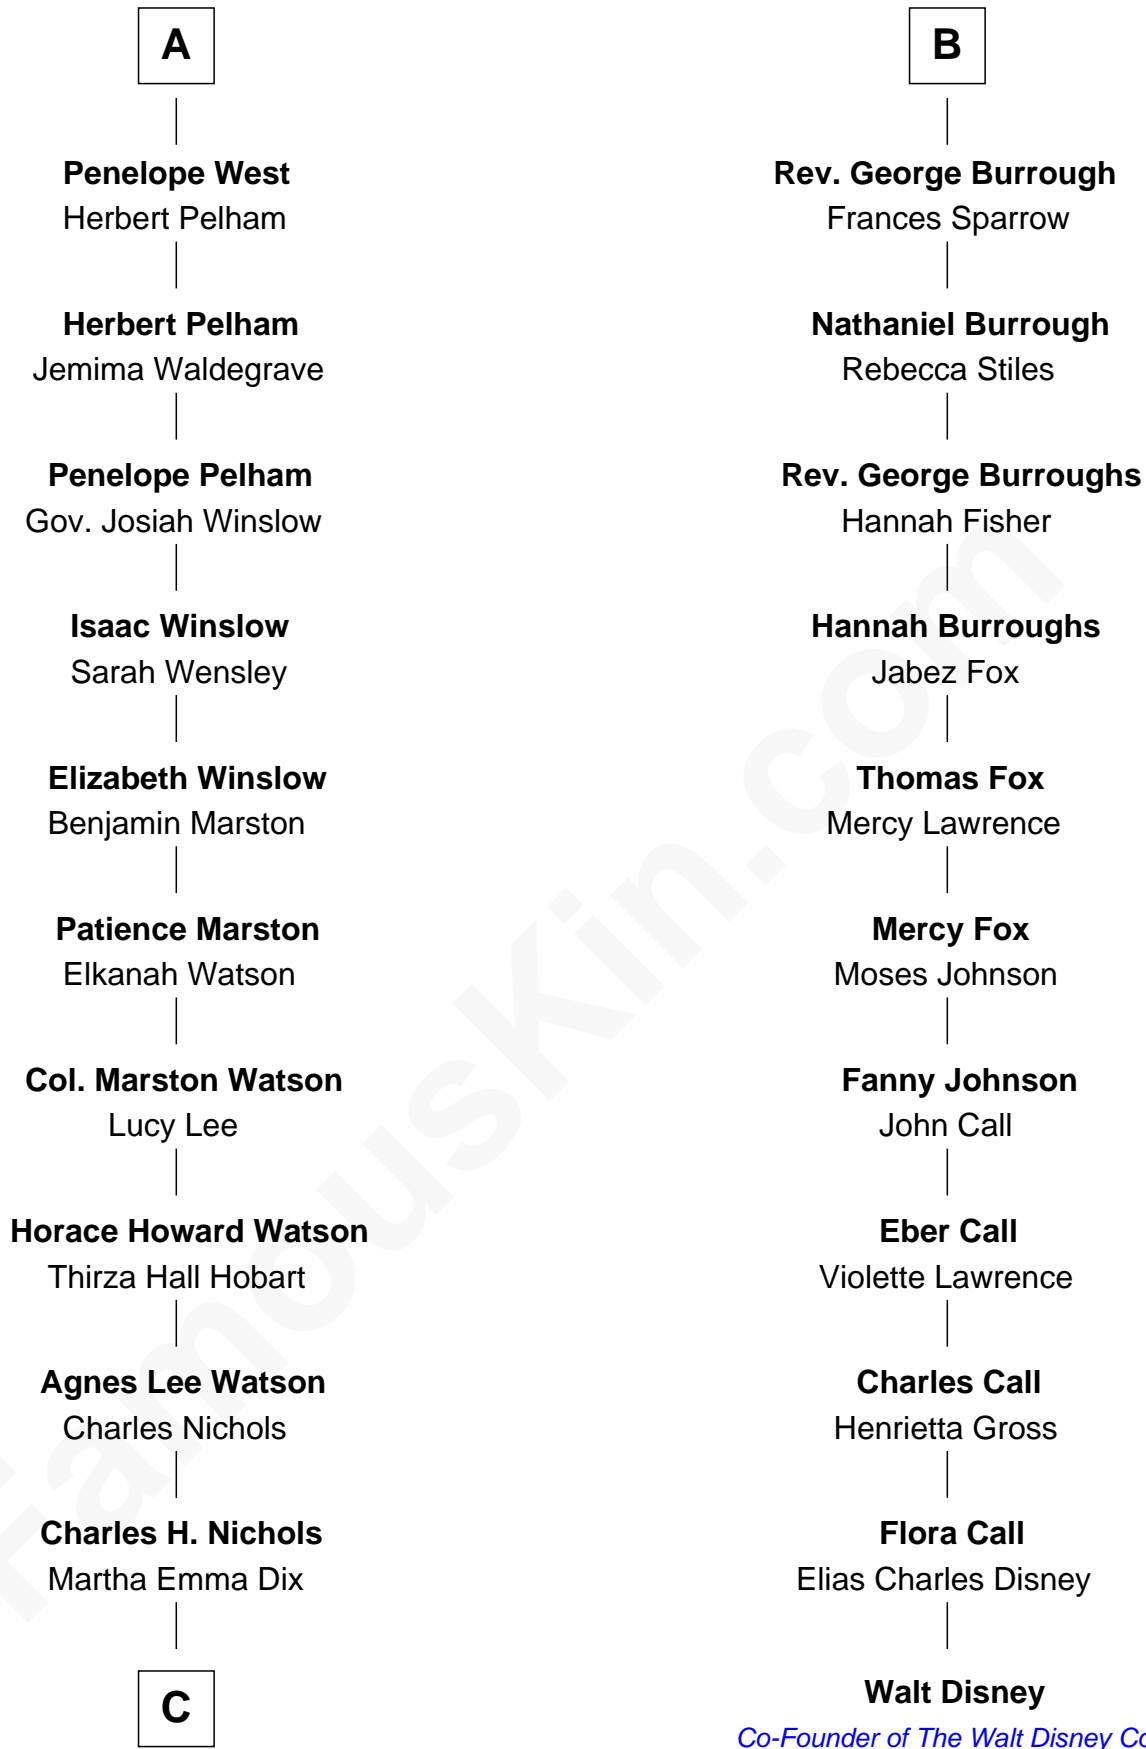 A
Penelope West
Herbert Pelham
Herbert Pelham
Jemima Waldegrave
Penelope Pelham
Gov. Josiah Winslow
Isaac Winslow
Sarah Wensley
Elizabeth Winslow
Benjamin Marston
Patience Marston
Elkanah Watson
Col. Marston Watson
Lucy Lee
Horace Howard Watson
Thirza Hall Hobart
Agnes Lee Watson
Charles Nichols
Charles H. Nichols
Martha Emma Dix
C
B
Rev. George Burrough
Frances Sparrow
Nathaniel Burrough
Rebecca Stiles
Rev. George Burroughs
Hannah Fisher
Hannah Burroughs
Jabez Fox
Thomas Fox
Mercy Lawrence
Mercy Fox
Moses Johnson
Fanny Johnson
John Call
Eber Call
Violette Lawrence
Charles Call
Henrietta Gross
Flora Call
Elias Charles Disney
Walt Disney
Co-Founder of The Walt Disney Co
FamousKin.com